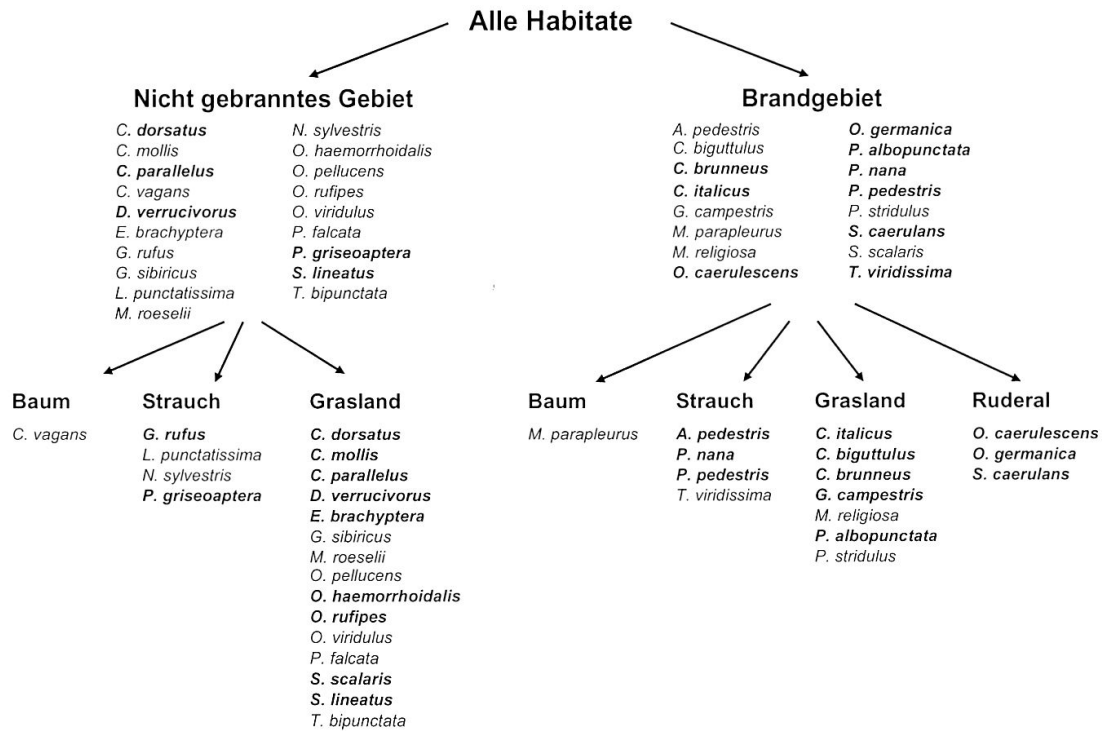 Alle Habitate
Nicht gebranntes Gebiet
C. dorsatus
C. mollis
C. parallelus
C. vagans
D. verrucivorus
E. brachyptera
G. rufus
G. sibiricus
L. punctatissima
M. roeselii
N. sylvestris
O. haemorrhoidalis
O. pellucens
O. rufipes
O. viridulus
P. falcata
P. griseoaptera
S. lineatus
T. bipunctata
Brandgebiet
A. pedestris
C. biguttulus
C. brunneus
C. italicus
G. campestris
M. parapleurus
M. religiosa
O. caerulescens
O. germanica
P. albopunctata
P. nana
P. pedestris
P. stridulus
S. caerulans
S. scalaris
T. viridissima
Baum
C. vagans
Strauch
G. rufus
L. punctatissima
N. sylvestris
P. griseoaptera
Grasland
C. dorsatus
C. mollis
C. parallelus
D. verrucivorus
E. brachyptera
G. sibiricus
M. roeselii
O. pellucens
O. haemorrhoidalis
O. rufipes
O. viridulus
P. falcata
S. scalaris
S. lineatus
T. bipunctata
Baum
M. parapleurus
Strauch
A. pedestris
P. nana
P. pedestris
T. viridissima
Grasland
C. italicus
C. biguttulus
C. brunneus
G. campestris
M. religiosa
P. albopunctata
P. stridulus
Ruderal
O. caerulescens
O. germanica
S. caerulans